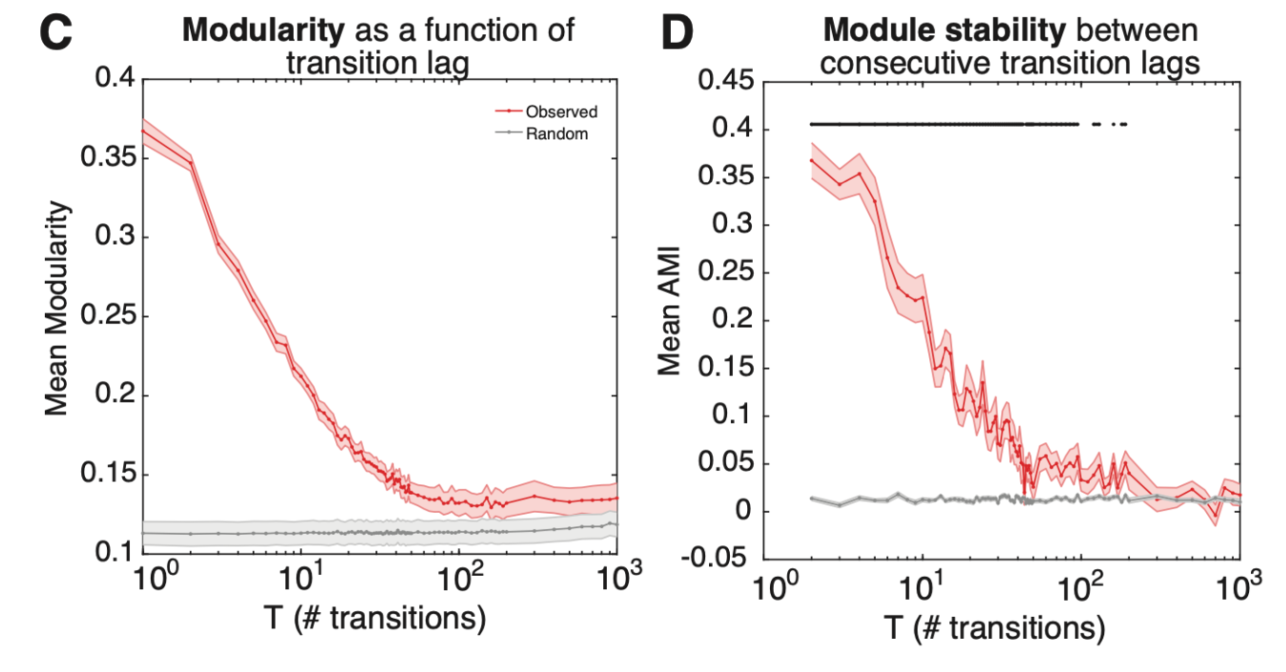 C
Modularity as a function of
transition lag
0.4
0.35
0.3
0.25
0.2
0.15
0.1
Mean Modularity
Observed
Random
10^0 10^1 10^2 10^3
T (# transitions)
D
Module stability between
consecutive transition lags
0.45
0.4
0.35
0.3
0.25
0.2
0.15
0.1
0.05
0
-0.05
Mean AMI
10^0 10^1 10^2 10^3
T (# transitions)